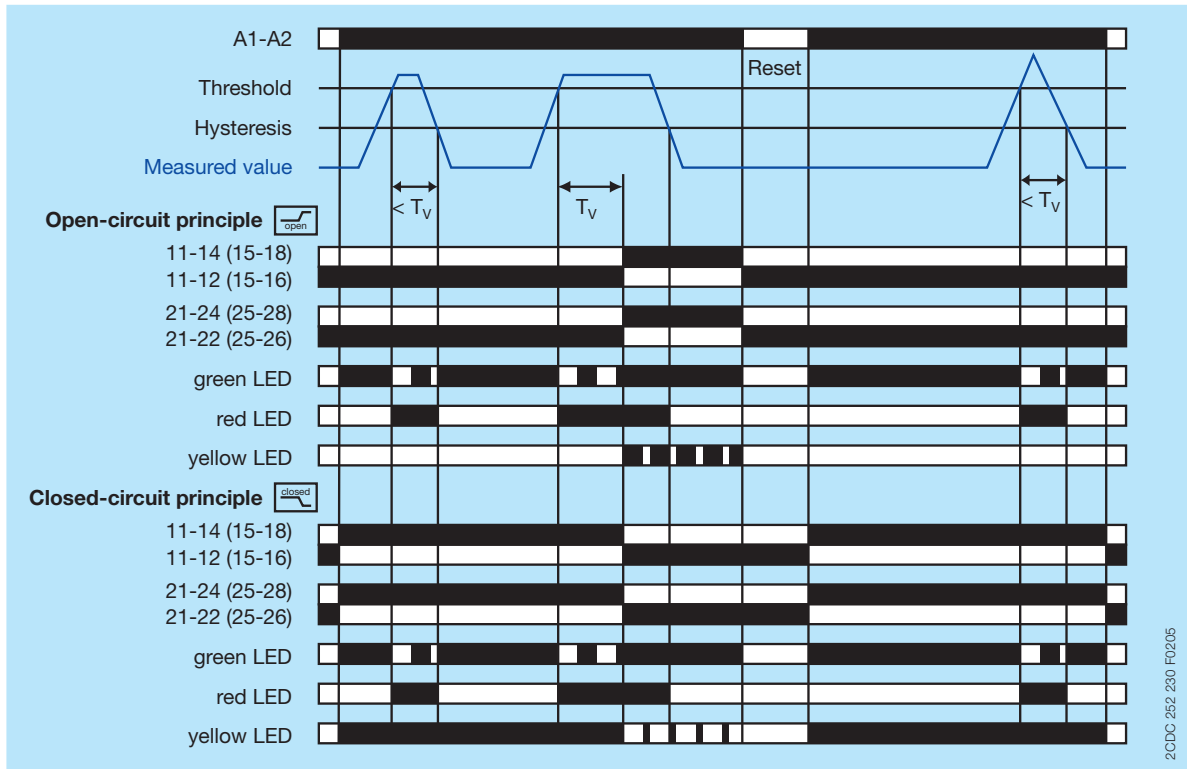 A1-A2
Reset
Threshold
Hysteresis
Measured value
< TV
TV
< TV
Open-circuit principle open
11-14 (15-18)
11-12 (15-16)
21-24 (25-28)
21-22 (25-26)
green LED
red LED
yellow LED
Closed-circuit principle closed
11-14 (15-18)
11-12 (15-16)
21-24 (25-28)
21-22 (25-26)
green LED
red LED
yellow LED
2CDC 252 230 F0205